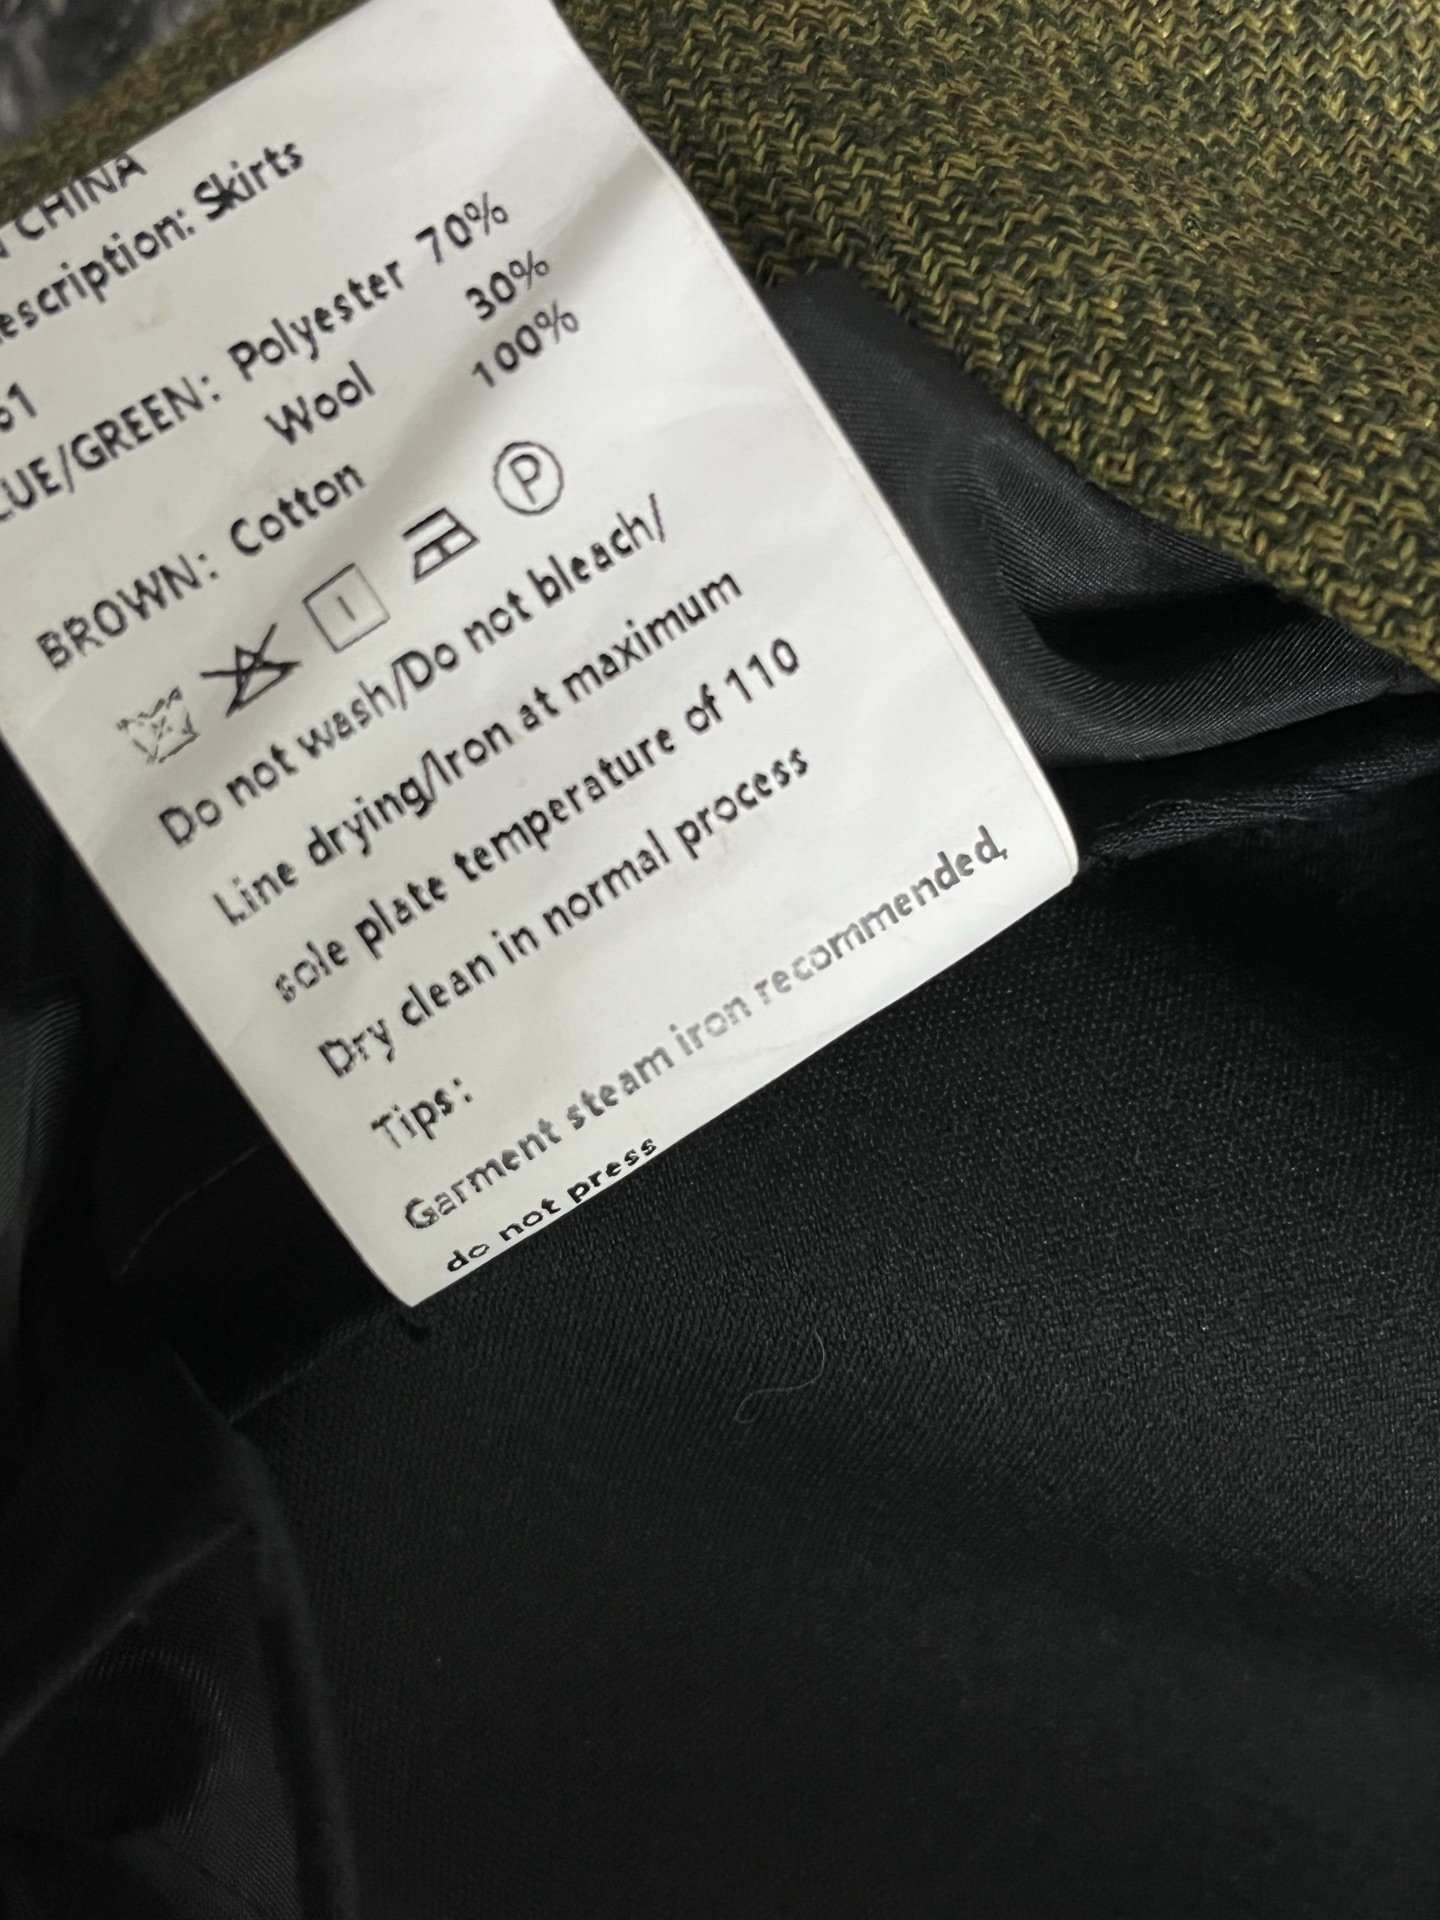 CHINA
escription: Skirts
61
LUE/GREEN: Polyester 70%
Wool 30%
BROWN: Cotton 100%
P
Do not wash/Do not bleach/
Line drying/Iron at maximum
sole plate temperature of 110
Dry clean in normal process
Tips:
Garment steam iron recommended,
do not press